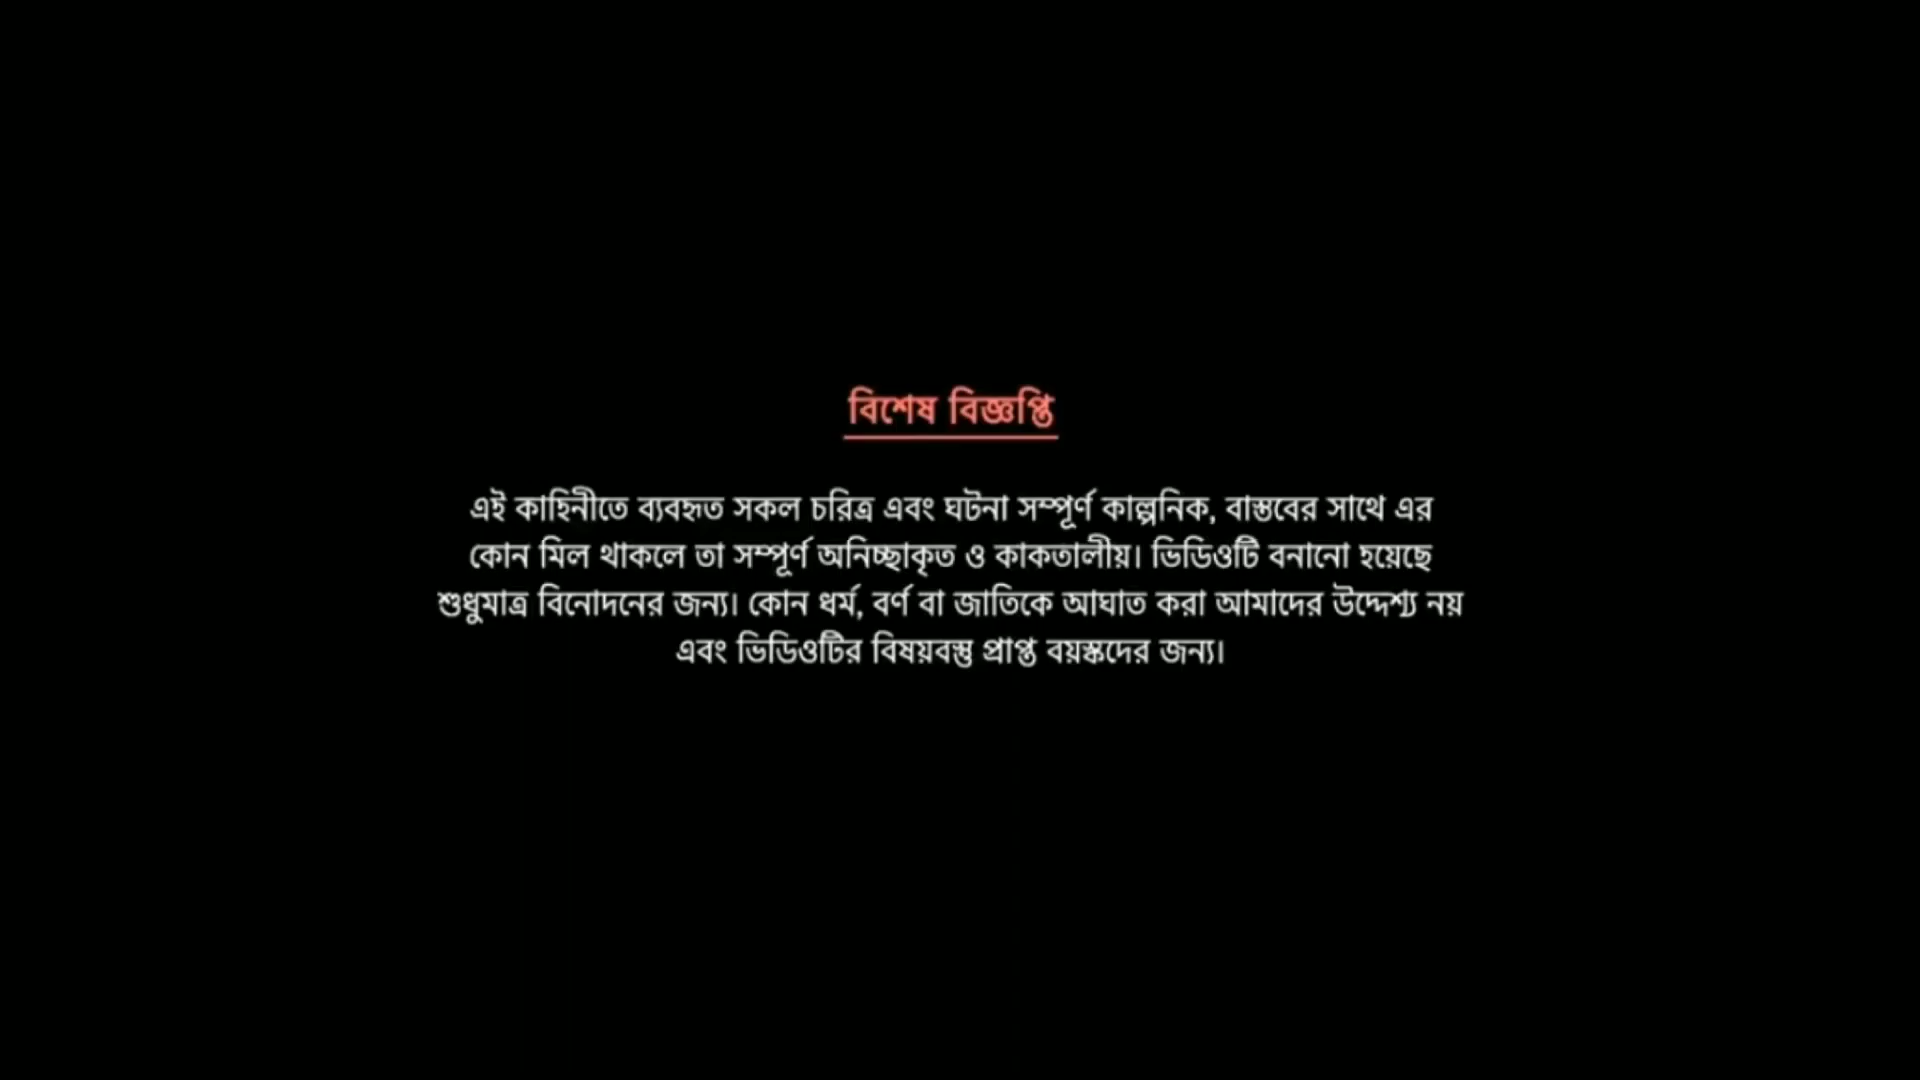 বিশেষ বিজ্ঞপ্তি
এই কাহিনীতে ব্যবহৃত সকল চরিত্র এবং ঘটনা সম্পূর্ণ কাল্পনিক, বাস্তবের সাথে এর
কোন মিল থাকলে তা সম্পূর্ণ অনিচ্ছাকৃত ও কাকতালীয়। ভিডিওটি বনানো হয়েছে
শুধুমাত্র বিনোদনের জন্য। কোন ধর্ম, বর্ণ বা জাতিকে আঘাত করা আমাদের উদ্দেশ্য নয়
এবং ভিডিওটির বিষয়বস্তু প্রাপ্ত বয়স্কদের জন্য।